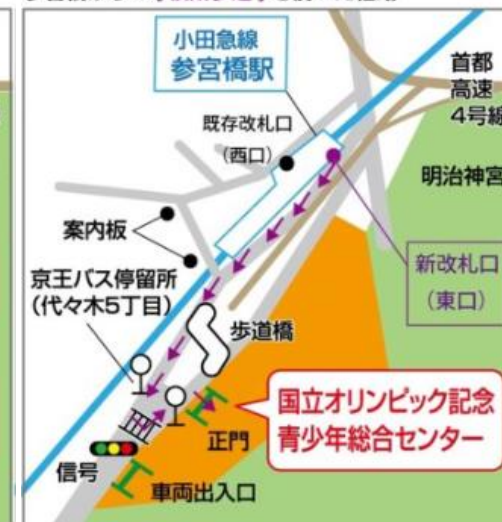 小田急線
参宮橋駅
首都
高速
4号線
既存改札口
(西口)
明治神宮
案内板
新改札口
(東口)
京王バス停留所
(代々木5丁目)
歩道橋
国立オリンピック記念
青少年総合センター
正門
信号
車両出入口